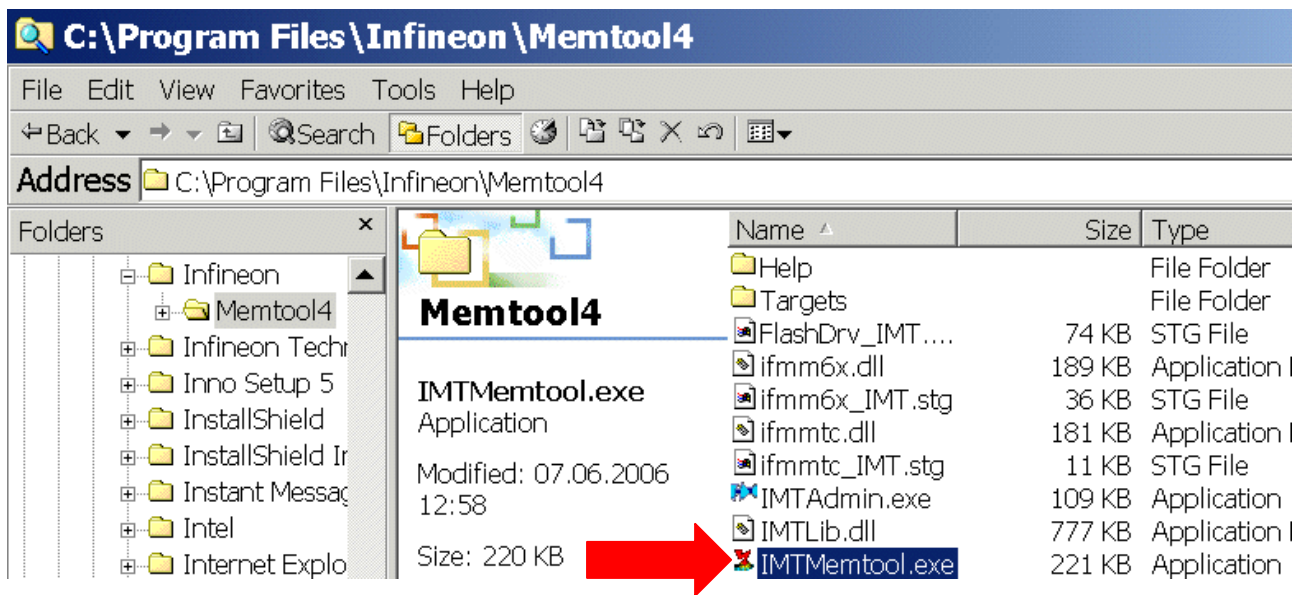 C:\Program Files\Infineon\Memtool4
File Edit View Favorites Tools Help
Back Search Folders
Address C:\Program Files\Infineon\Memtool4
Folders x
Infineon
Memtool4
Infineon Techn
Inno Setup 5
InstallShield
InstallShield Ir
Instant Messag
Intel
Internet Explo
Memtool4
IMTMemtool.exe
Application
Modified: 07.06.2006
12:58
Size: 220 KB
Name Size Type
Help File Folder
Targets File Folder
FlashDrv_IMT.... 74 KB STG File
ifmm6x.dll 189 KB Application
ifmm6x_IMT.stg 36 KB STG File
ifmmtc.dll 181 KB Application
ifmmtc_IMT.stg 11 KB STG File
IMTAdmin.exe 109 KB Application
IMTLib.dll 777 KB Application
IMTMemtool.exe 221 KB Application